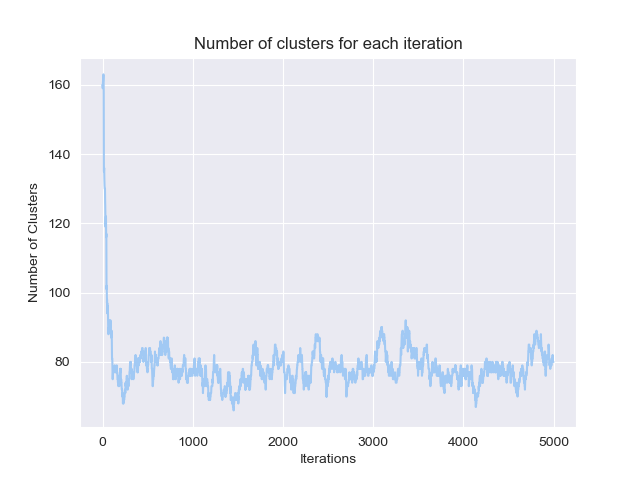 Number of clusters for each iteration
160
140
120
100
80
Number of Clusters
0 1000 2000 3000 4000 5000
Iterations